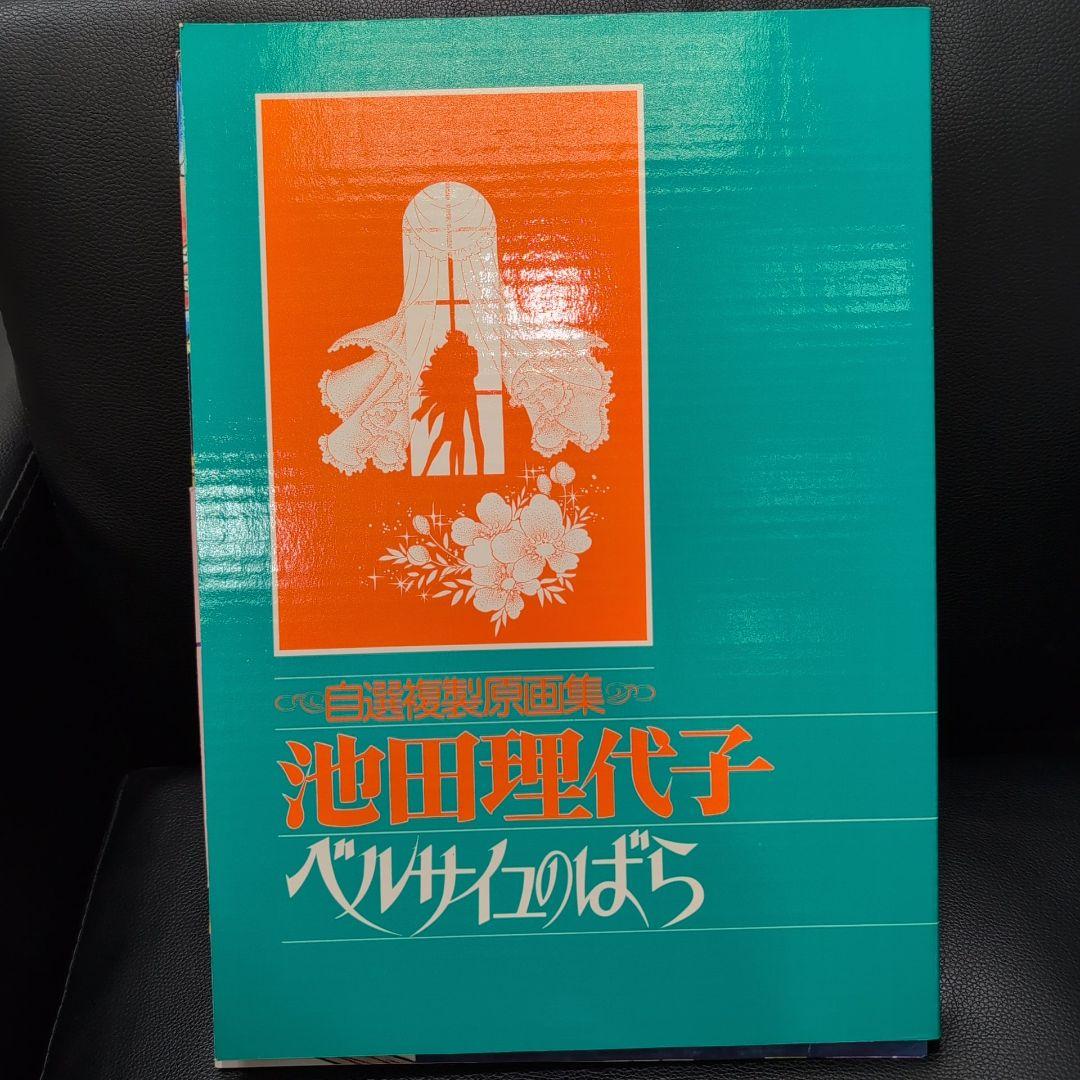 自選複製原画集
池田理代子
ベルサイユのばら